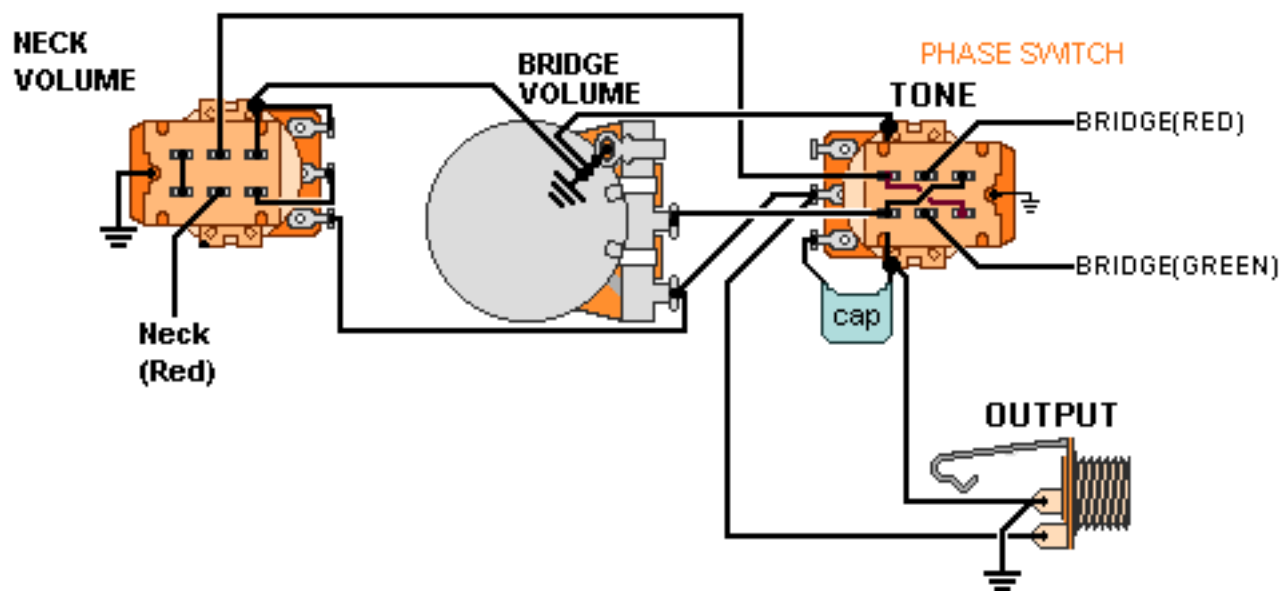 NECK
VOLUME
BRIDGE
VOLUME
PHASE SWITCH
TONE
BRIDGE(RED)
BRIDGE(GREEN)
Neck
(Red)
cap
OUTPUT